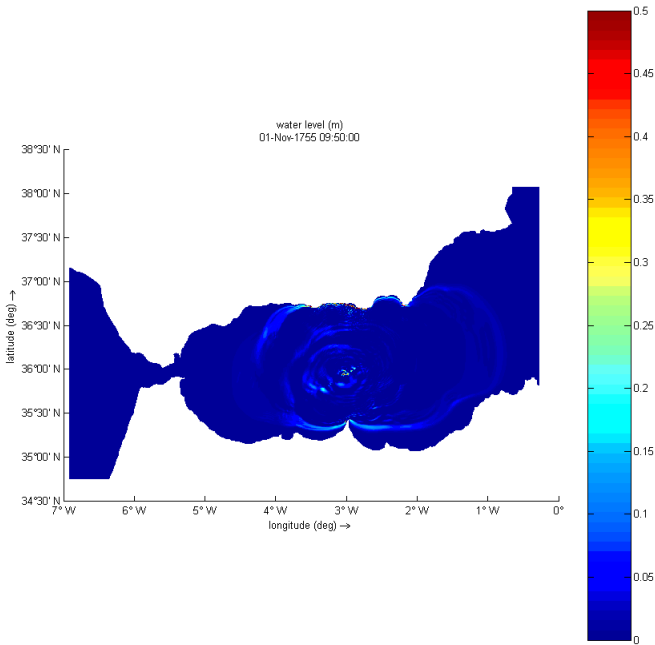 water level (m)
01-Nov-1755 09:50:00
38°30' N
38°00' N
37°30' N
37°00' N
36°30' N
36°00' N
35°30' N
35°00' N
34°30' N
latitude (deg) →
7° W
6° W
5° W
4° W
3° W
2° W
1° W
0°
longitude (deg) →
0.5
0.45
0.4
0.35
0.3
0.25
0.2
0.15
0.1
0.05
0